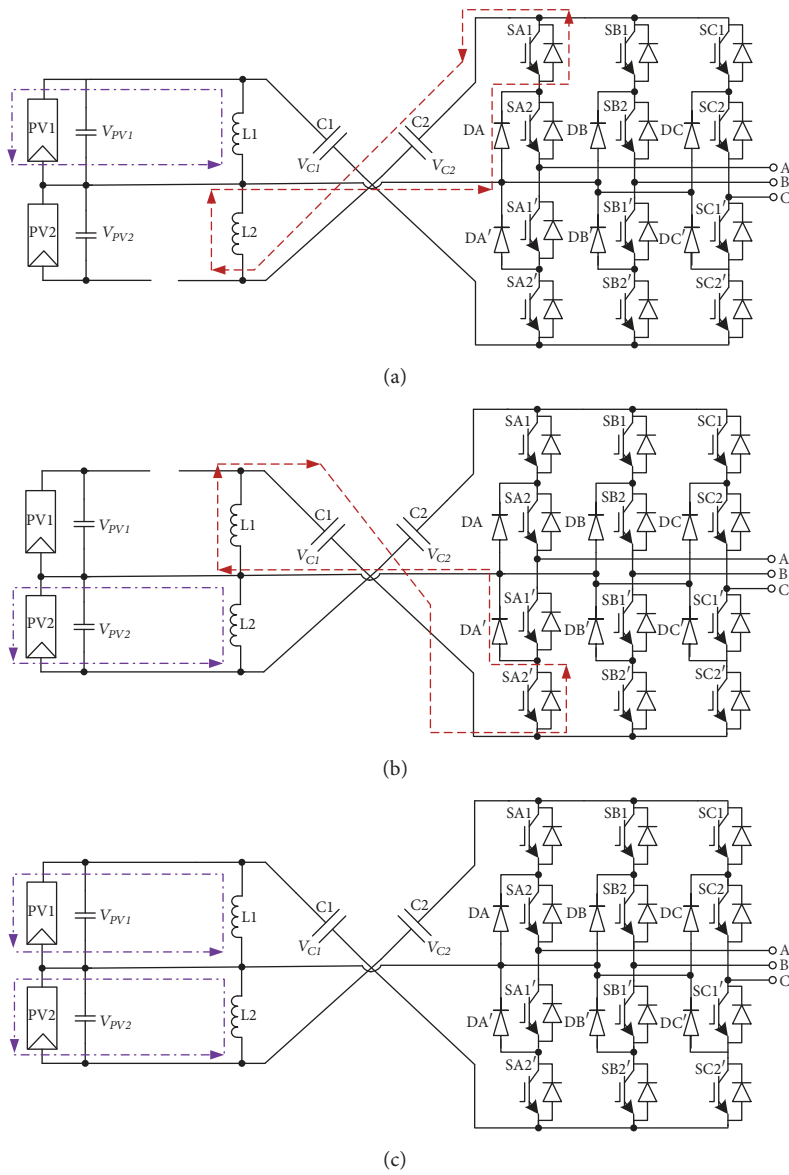 SA1 SB1 SC1
PV1 V_PV1 L1 C1 V_C1 C2 V_C2 DA SA2 DB SB2 DC SC2
A
B
C
PV2 V_PV2 L2 DA′ SA1′ DB′ SB1′ DC′ SC1′
SA2′ SB2′ SC2′
(a)
SA1 SB1 SC1
PV1 V_PV1 L1 C1 V_C1 C2 V_C2 DA SA2 DB SB2 DC SC2
A
B
C
PV2 V_PV2 L2 DA′ SA1′ DB′ SB1′ DC′ SC1′
SA2′ SB2′ SC2′
(b)
SA1 SB1 SC1
PV1 V_PV1 L1 C1 V_C1 C2 V_C2 DA SA2 DB SB2 DC SC2
A
B
C
PV2 V_PV2 L2 DA′ SA1′ DB′ SB1′ DC′ SC1′
SA2′ SB2′ SC2′
(c)